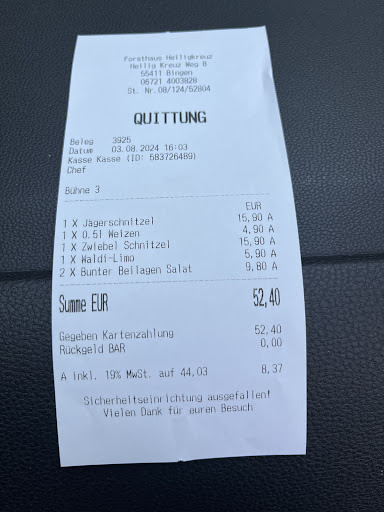 Forsthaus Heiligkreuz
Heilig Kreuz Weg 8
55411 Bingen
06721 4003828
St. Nr.08/124/52804
QUITTUNG
Beleg 3925
Datum 03.08.2024 16:03
Kasse Kasse (ID: 583726489)
Chef
Bühne 3
EUR
1 X Jägerschnitzel 15,90 A
1 X 0.5l Weizen 4,90 A
1 X Zwiebel Schnitzel 15,90 A
1 X Waldi-Limo 5,90 A
2 X Bunter Beilagen Salat 9,80 A
Summe EUR 52,40
Gegeben Kartenzahlung 52,40
Rückgeld BAR 0,00
A inkl. 19% MwSt. auf 44,03 8,37
Sicherheitseinrichtung ausgefallen!
Vielen Dank für euren Besuch